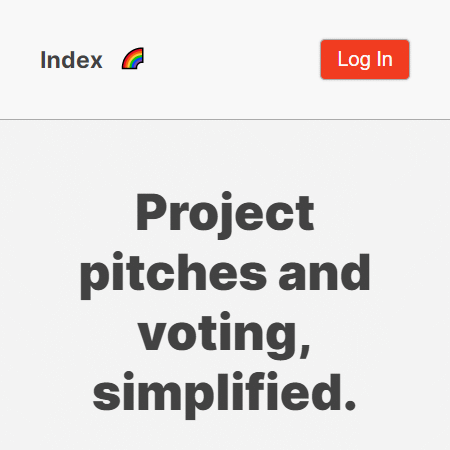 Index
Log In
Project
pitches and
voting,
simplified.